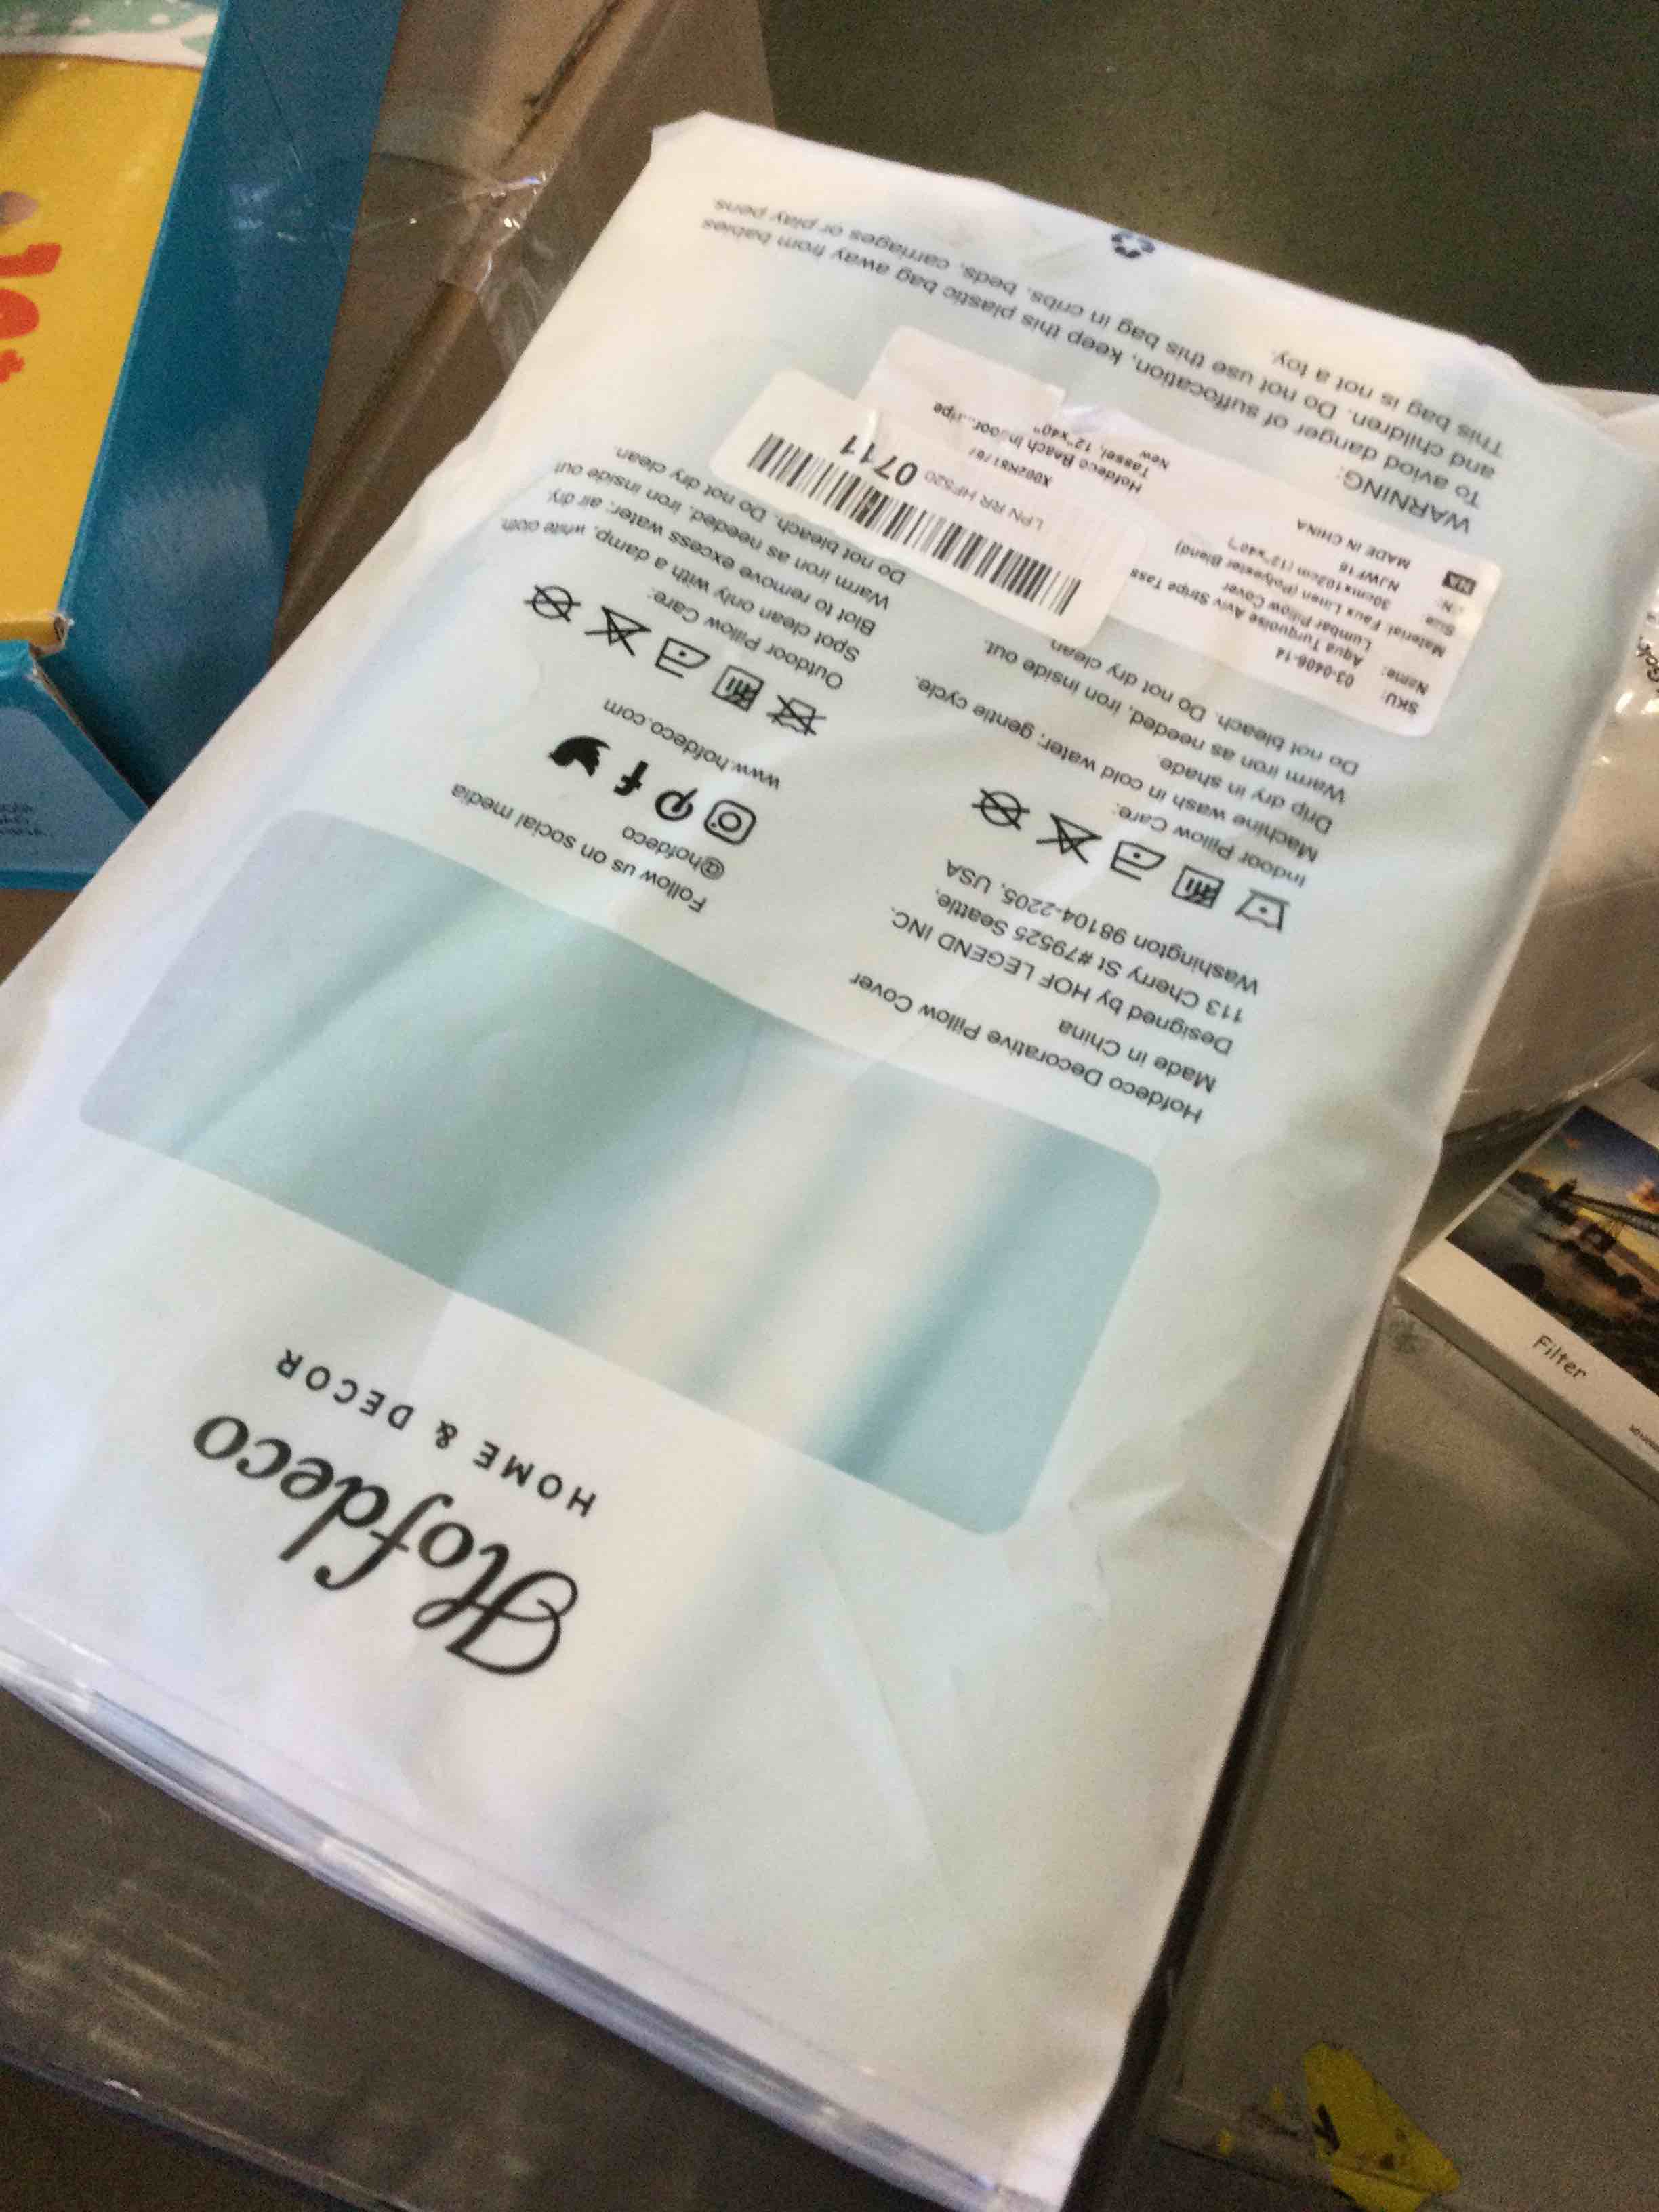 Hofdeco
HOME & DECOR
Hofdeco Decorative Pillow Cover
Made in China
Designed by HOF LEGEND INC.
113 Cherry St #79525 Seattle,
Washington 98104-2205, USA
Indoor Pillow Care:
Machine wash in cold water, gentle cycle.
Drip dry in shade.
Warm iron as needed, iron inside out.
Do not bleach. Do not dry clean.
Follow us on social media
@hofdeco
www.hofdeco.com
Outdoor Pillow Care:
Spot clean only with a damp, white cloth.
Blot to remove excess water; air dry.
Warm iron as needed, iron inside out
Do not bleach. Do not dry clean.
SKU: 03-0406-14
Name: Aqua Turquoise Aviv Stripe Tass
Lumbar Pillow Cover
Material: Faux Linen (Polyester Blend)
Size: 30cmx102cm (12"x40")
NJWF16
MADE IN CHINA
LPN RR HF520 0711
Hofdeco Beach Indoor...ripe
Tassel, 12"x40"
New
WARNING:
To aviod danger of suffocation, keep this plastic bag away from babies
and children. Do not use this bag in cribs, beds, carriages or play pens.
This bag is not a toy.
Filter